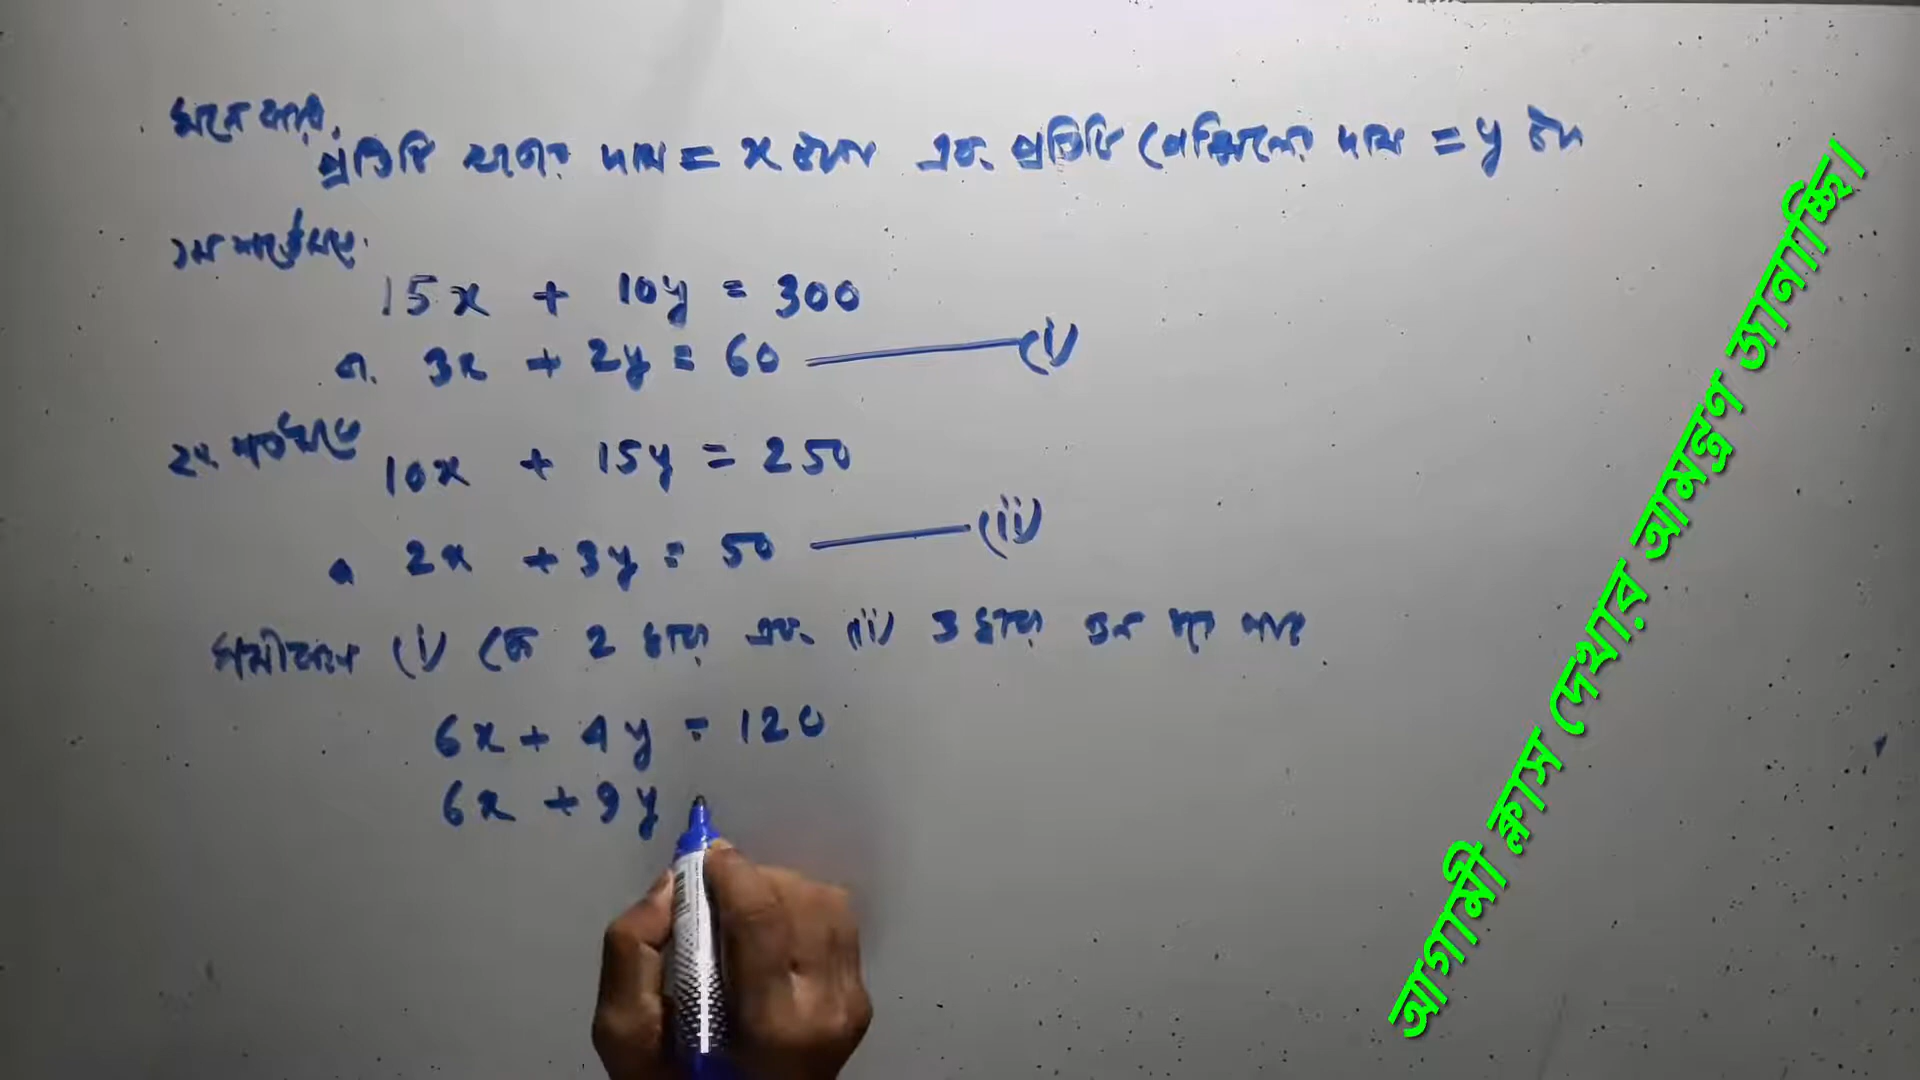 মনে করি,
প্রতিটি খাতার দাম = x টাকা এবং প্রতিটি পেন্সিলের দাম = y টাকা
১ম শর্তমতে,
15x + 10y = 300
বা, 3x + 2y = 60 (i)
২য় শর্তমতে
10x + 15y = 250
বা 2x + 3y = 50 (ii)
সমীকরণ (i) কে 2 দ্বারা এবং (ii) 3 দ্বারা গুন করে পাই
6x + 4y = 120
6x + 9y
আগামী ক্লাস দেখার আমন্ত্রণ জানাচ্ছি।